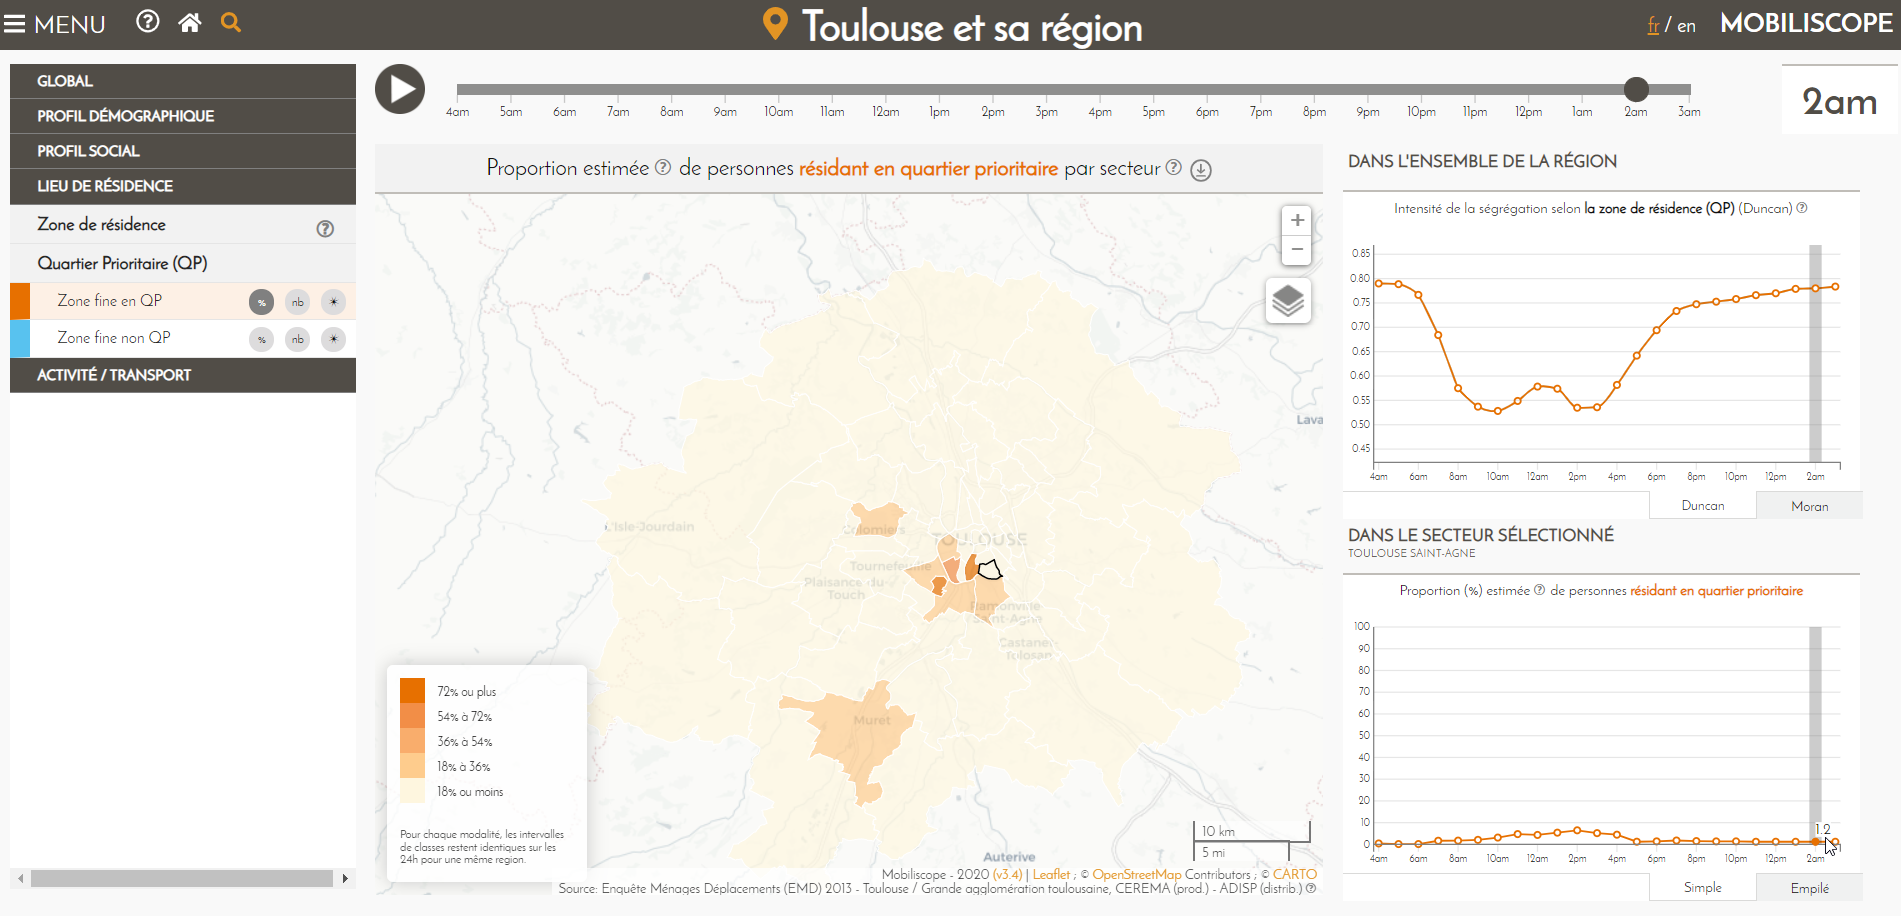 MENU
Toulouse et sa région
fr / en
MOBILISCOPE
GLOBAL
PROFIL DÉMOGRAPHIQUE
PROFIL SOCIAL
LIEU DE RÉSIDENCE
Zone de résidence
Quartier Prioritaire (QP)
Zone fine en QP
% nb
Zone fine non QP
% nb
ACTIVITÉ / TRANSPORT
4am 5am 6am 7am 8am 9am 10am 11am 12am 1pm 2pm 3pm 4pm 5pm 6pm 7pm 8pm 9pm 10pm 11pm 12pm 1am 2am 3am
2am
Proportion estimée ? de personnes résidant en quartier prioritaire par secteur ?
+
−
Lava
L'Isle-Jourdain
Colomiers
TOULOUSE
Tournefeuille
Plaisance-du-
Touch
Ramonville
Saint-Agne
Castanet-
Tolosan
Muret
Auterive
72% ou plus
54% à 72%
36% à 54%
18% à 36%
18% ou moins
Pour chaque modalité, les intervalles
de classes restent identiques sur les
24h pour une même region.
10 km
5 mi
Mobiliscope - 2020 (v3.4) | Leaflet ; © OpenStreetMap Contributors ; © CARTO
Source: Enquête Ménages Déplacements (EMD) 2013 - Toulouse / Grande agglomération toulousaine, CEREMA (prod.) - ADISP (distrib.) ?
DANS L'ENSEMBLE DE LA RÉGION
Intensité de la ségrégation selon la zone de résidence (QP) (Duncan) ?
0.85
0.80
0.75
0.70
0.65
0.60
0.55
0.50
0.45
4am 6am 8am 10am 12am 2pm 4pm 6pm 8pm 10pm 12pm 2am
Duncan
Moran
DANS LE SECTEUR SÉLECTIONNÉ
TOULOUSE SAINT-AGNE
Proportion (%) estimée ? de personnes résidant en quartier prioritaire
100
90
80
70
60
50
40
30
20
10
0
1.2
4am 6am 8am 10am 12am 2pm 4pm 6pm 8pm 10pm 12pm 2am
Simple
Empilé